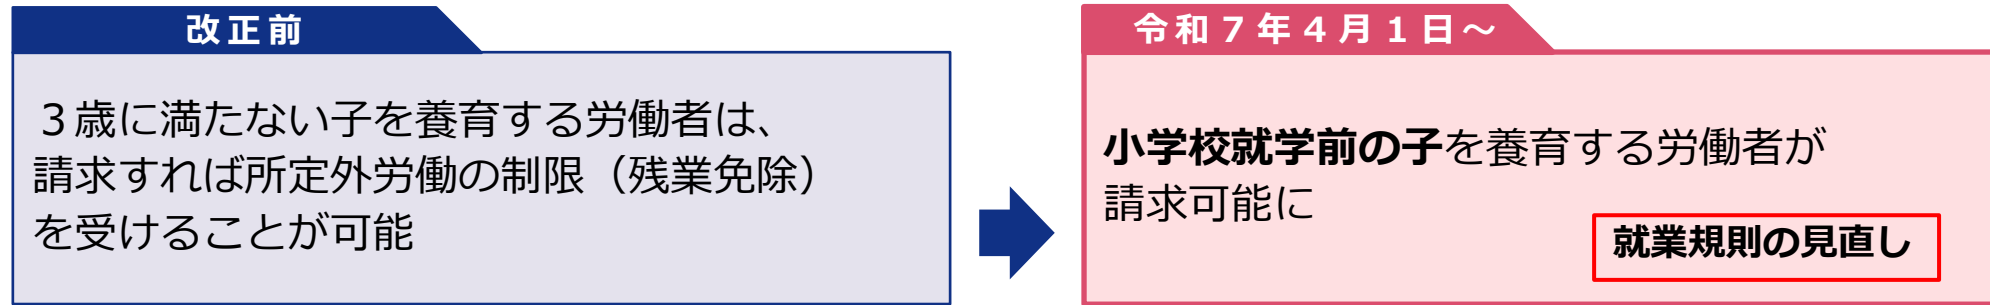 改正前
３歳に満たない子を養育する労働者は、
請求すれば所定外労働の制限（残業免除）
を受けることが可能
令和７年４月１日～
小学校就学前の子を養育する労働者が
請求可能に
就業規則の見直し